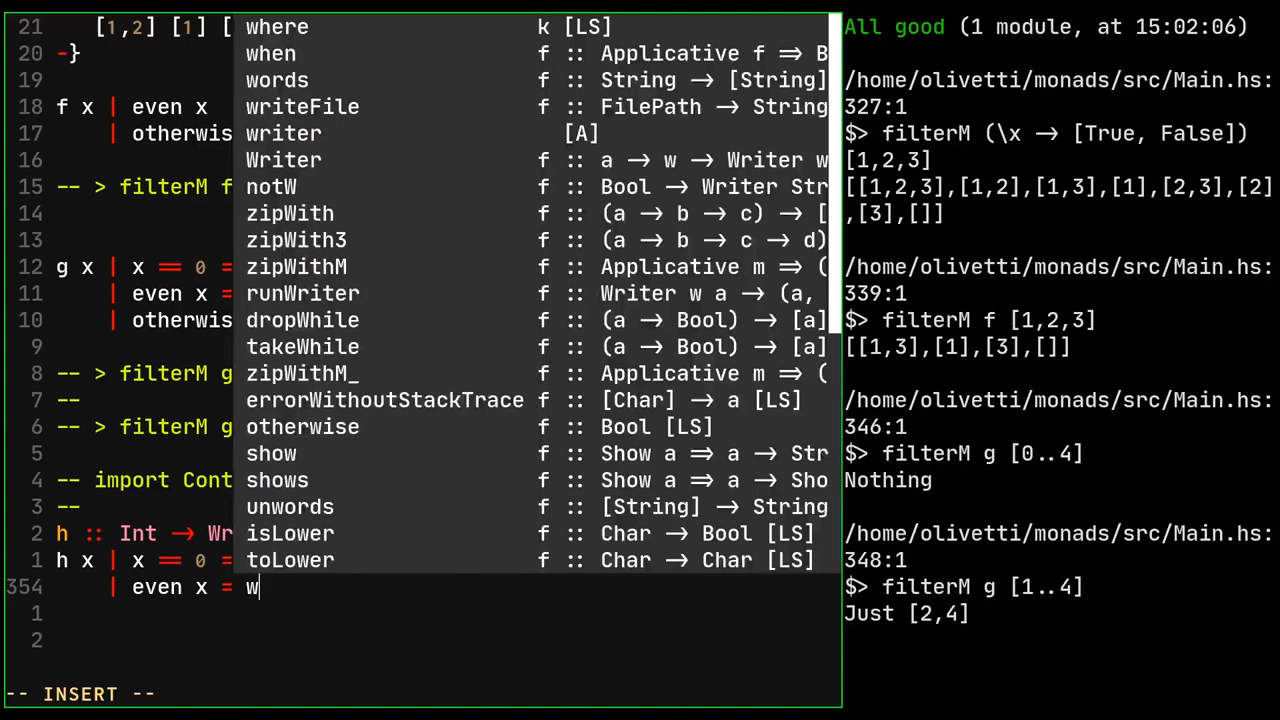 21 [1,2] [1] [ where k [LS]
20 -} when f :: Applicative f => B
19 words f :: String -> [String]
18 f x | even x writeFile f :: FilePath -> String
17 | otherwis writer [A]
16 Writer f :: a -> w -> Writer w
15 -- > filterM f notW f :: Bool -> Writer Str
14 zipWith f :: (a -> b -> c) -> [
13 zipWith3 f :: (a -> b -> c -> d)
12 g x | x == 0 = zipWithM f :: Applicative m => (
11 | even x = runWriter f :: Writer w a -> (a,
10 | otherwis dropWhile f :: (a -> Bool) -> [a]
9 takeWhile f :: (a -> Bool) -> [a]
8 -- > filterM g zipWithM_ f :: Applicative m => (
7 -- errorWithoutStackTrace f :: [Char] -> a [LS]
6 -- > filterM g otherwise f :: Bool [LS]
5 show f :: Show a => a -> Str
4 -- import Cont shows f :: Show a => a -> Sho
3 -- unwords f :: [String] -> String
2 h :: Int -> Wr isLower f :: Char -> Bool [LS]
1 h x | x == 0 = toLower f :: Char -> Char [LS]
354 | even x = w
1
2
-- INSERT --
All good (1 module, at 15:02:06)
/home/olivetti/monads/src/Main.hs:
327:1
$> filterM (\x -> [True, False])
[1,2,3]
[[1,2,3],[1,2],[1,3],[1],[2,3],[2]
,[3],[]]
/home/olivetti/monads/src/Main.hs:
339:1
$> filterM f [1,2,3]
[[1,3],[1],[3],[]]
/home/olivetti/monads/src/Main.hs:
346:1
$> filterM g [0..4]
Nothing
/home/olivetti/monads/src/Main.hs:
348:1
$> filterM g [1..4]
Just [2,4]